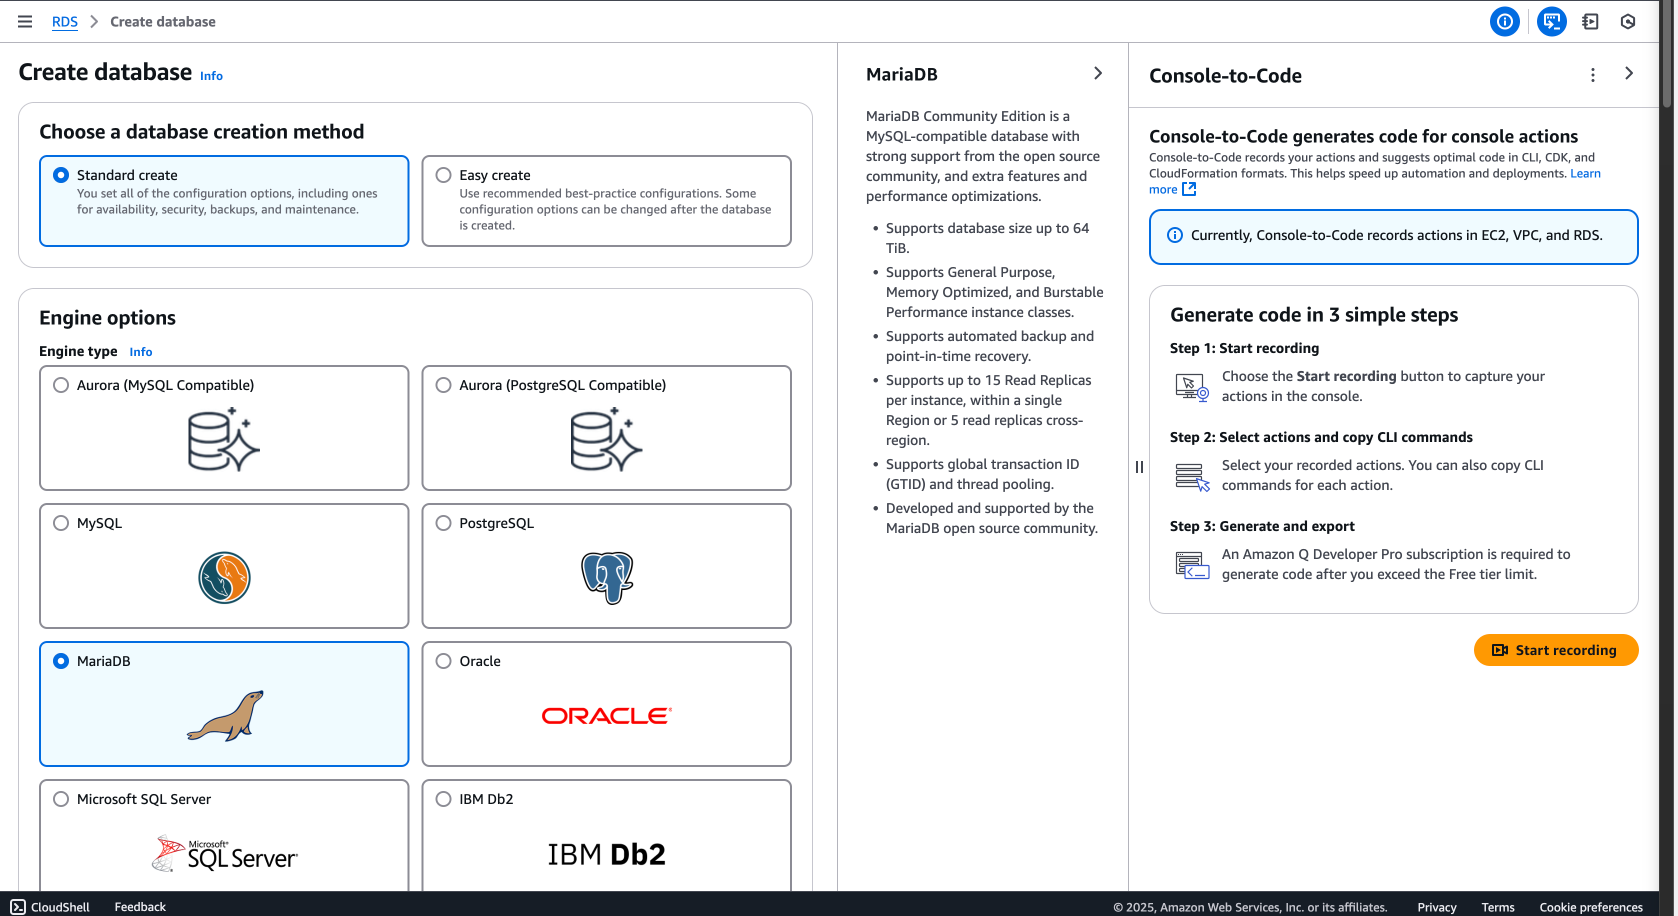 RDS
Create database
Create database
Info
Choose a database creation method
Standard create
You set all of the configuration options, including ones
for availability, security, backups, and maintenance.
Easy create
Use recommended best-practice configurations. Some
configuration options can be changed after the database
is created.
Engine options
Engine type
Info
Aurora (MySQL Compatible)
Aurora (PostgreSQL Compatible)
MySQL
PostgreSQL
MariaDB
Oracle
ORACLE
Microsoft SQL Server
Microsoft®
SQL Server
IBM Db2
IBM Db2
MariaDB
MariaDB Community Edition is a
MySQL-compatible database with
strong support from the open source
community, and extra features and
performance optimizations.
• Supports database size up to 64
TiB.
• Supports General Purpose,
Memory Optimized, and Burstable
Performance instance classes.
• Supports automated backup and
point-in-time recovery.
• Supports up to 15 Read Replicas
per instance, within a single
Region or 5 read replicas cross-
region.
• Supports global transaction ID
(GTID) and thread pooling.
• Developed and supported by the
MariaDB open source community.
Console-to-Code
Console-to-Code generates code for console actions
Console-to-Code records your actions and suggests optimal code in CLI, CDK, and
CloudFormation formats. This helps speed up automation and deployments. Learn
more
Currently, Console-to-Code records actions in EC2, VPC, and RDS.
Generate code in 3 simple steps
Step 1: Start recording
Choose the Start recording button to capture your
actions in the console.
Step 2: Select actions and copy CLI commands
Select your recorded actions. You can also copy CLI
commands for each action.
Step 3: Generate and export
An Amazon Q Developer Pro subscription is required to
generate code after you exceed the Free tier limit.
Start recording
CloudShell
Feedback
© 2025, Amazon Web Services, Inc. or its affiliates.
Privacy
Terms
Cookie preferences